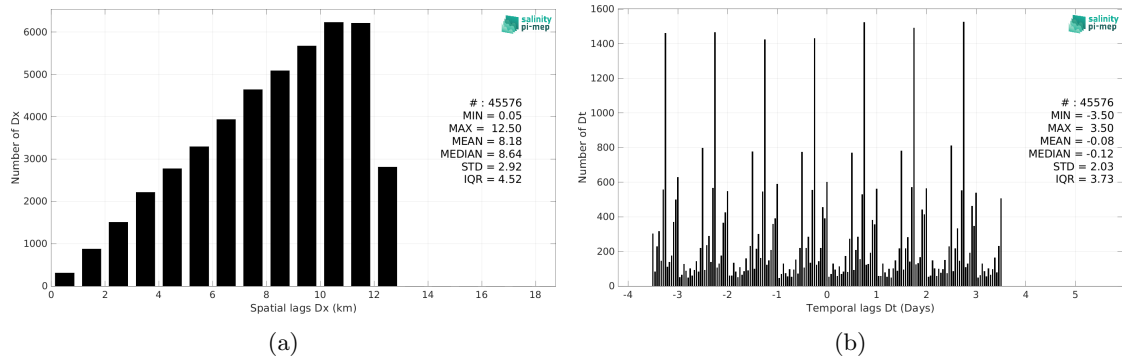 6000
5000
4000
3000
2000
1000
0
Number of Dx
0 2 4 6 8 10 12 14 16 18
Spatial lags Dx (km)
salinity
pi-mep
# : 45576
MIN = 0.05
MAX = 12.50
MEAN = 8.18
MEDIAN = 8.64
STD = 2.92
IQR = 4.52
(a)
1600
1400
1200
1000
800
600
400
200
0
Number of Dt
-4 -3 -2 -1 0 1 2 3 4 5
Temporal lags Dt (Days)
salinity
pi-mep
# : 45576
MIN = -3.50
MAX = 3.50
MEAN = -0.08
MEDIAN = -0.12
STD = 2.03
IQR = 3.73
(b)